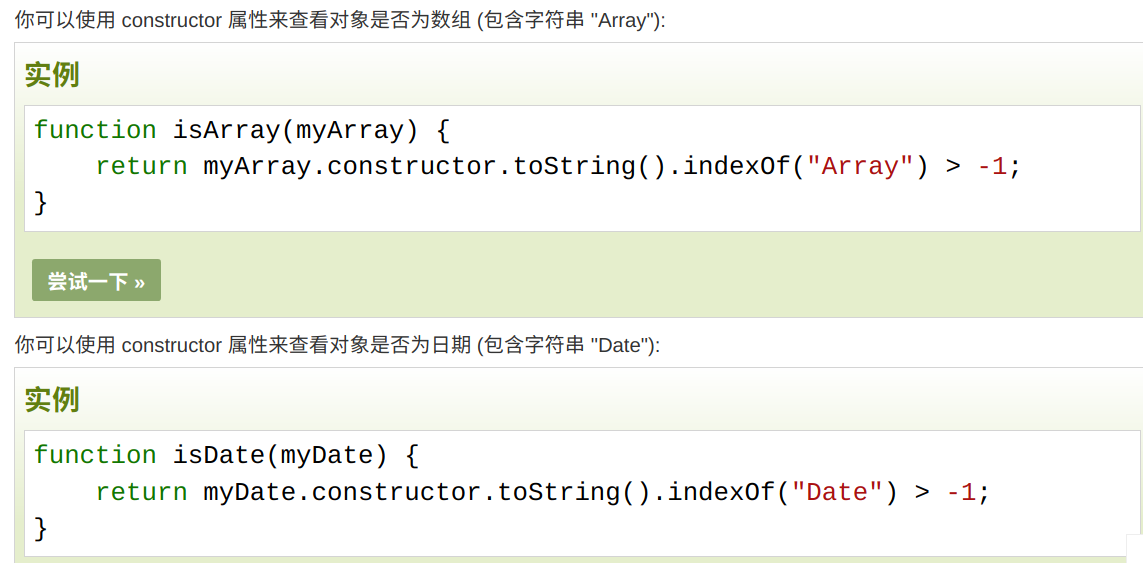 你可以使用 constructor 属性来查看对象是否为数组 (包含字符串 "Array"):
实例
function isArray(myArray) {
    return myArray.constructor.toString().indexOf("Array") > -1;
}
尝试一下 »
你可以使用 constructor 属性来查看对象是否为日期 (包含字符串 "Date"):
实例
function isDate(myDate) {
    return myDate.constructor.toString().indexOf("Date") > -1;
}